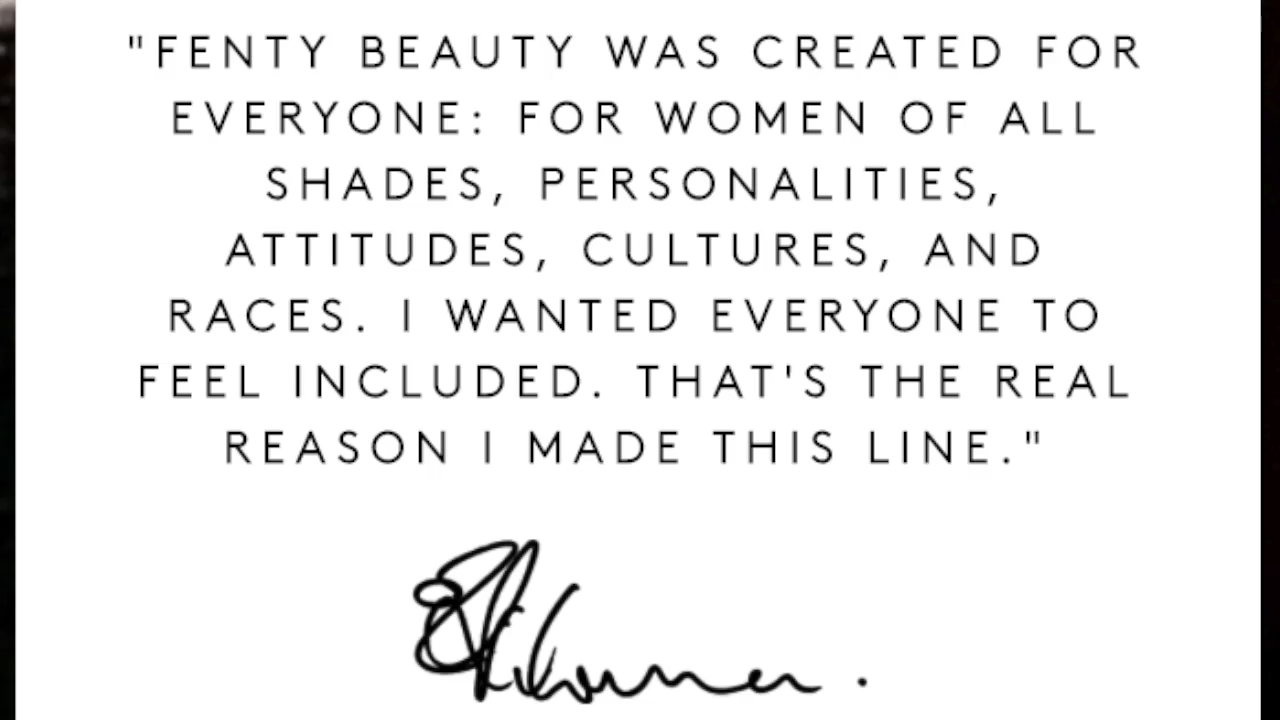 "FENTY BEAUTY WAS CREATED FOR
EVERYONE: FOR WOMEN OF ALL
SHADES, PERSONALITIES,
ATTITUDES, CULTURES, AND
RACES. I WANTED EVERYONE TO
FEEL INCLUDED. THAT'S THE REAL
REASON I MADE THIS LINE."